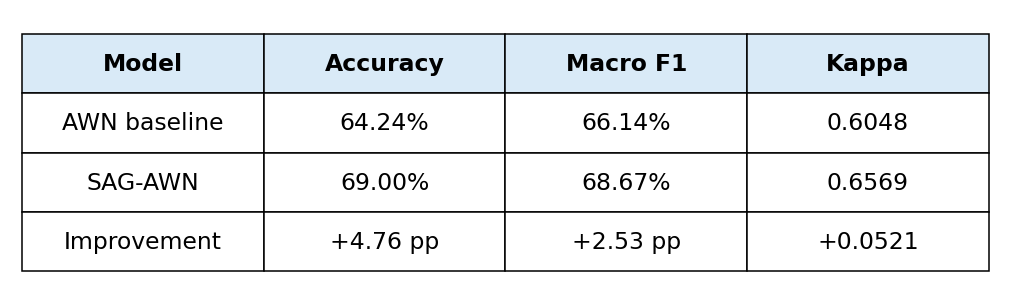 Model Accuracy Macro F1 Kappa
AWN baseline 64.24% 66.14% 0.6048
SAG-AWN 69.00% 68.67% 0.6569
Improvement +4.76 pp +2.53 pp +0.0521